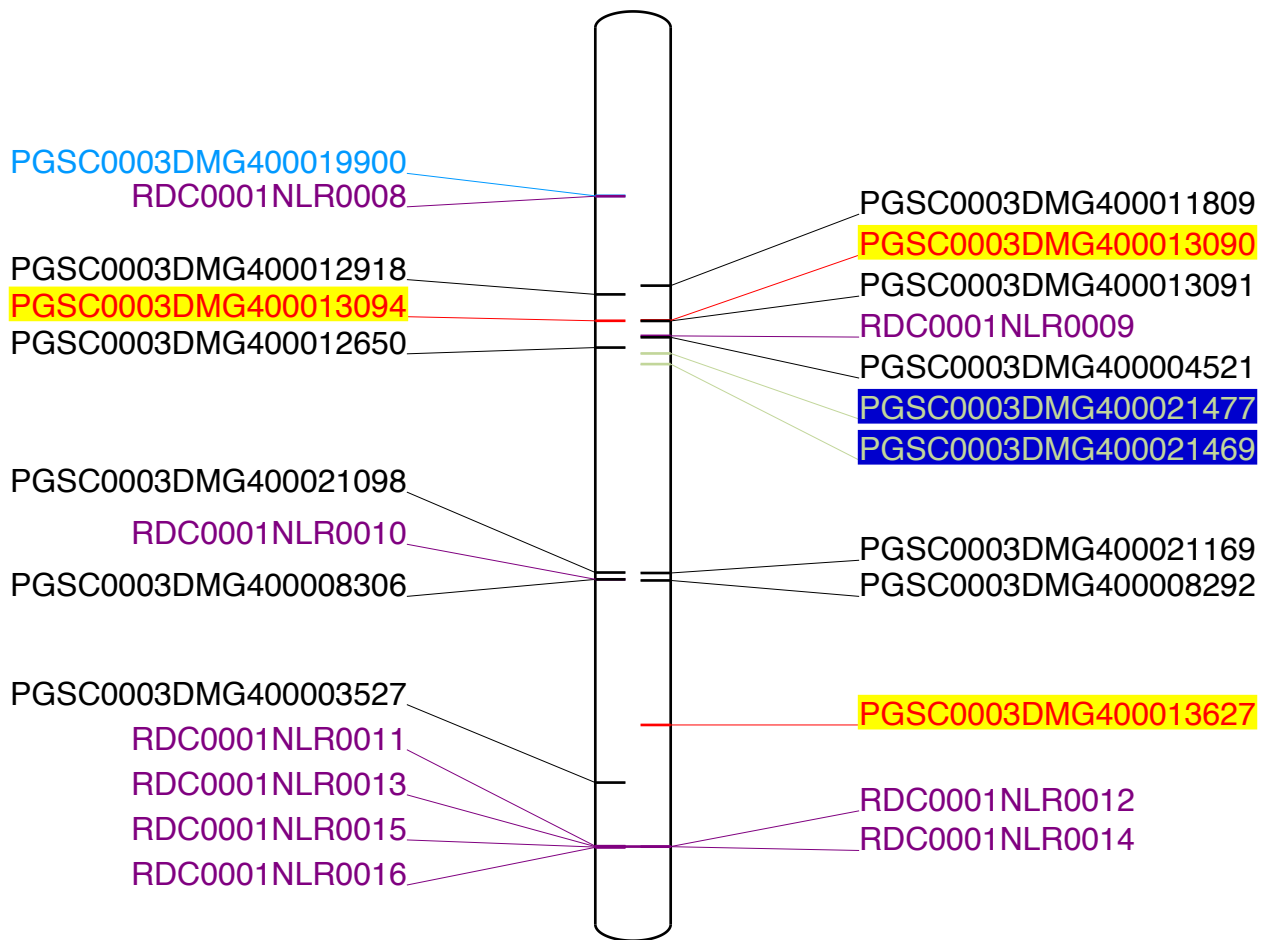 PGSC0003DMG400019900
RDC0001NLR0008
PGSC0003DMG400012918
PGSC0003DMG400013094
PGSC0003DMG400012650
PGSC0003DMG400021098
RDC0001NLR0010
PGSC0003DMG400008306
PGSC0003DMG400003527
RDC0001NLR0011
RDC0001NLR0013
RDC0001NLR0015
RDC0001NLR0016
PGSC0003DMG400011809
PGSC0003DMG400013090
PGSC0003DMG400013091
RDC0001NLR0009
PGSC0003DMG400004521
PGSC0003DMG400021477
PGSC0003DMG400021469
PGSC0003DMG400021169
PGSC0003DMG400008292
PGSC0003DMG400013627
RDC0001NLR0012
RDC0001NLR0014